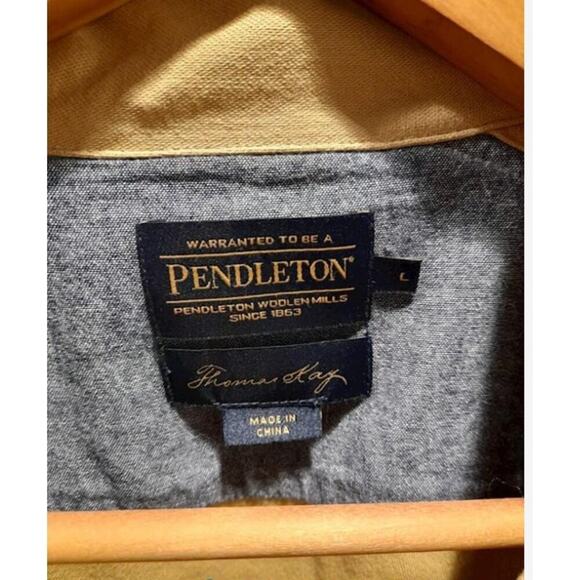 WARRANTED TO BE A
PENDLETON®
PENDLETON WOOLEN MILLS
SINCE 1863
L
Thomas Kay
MADE IN
CHINA